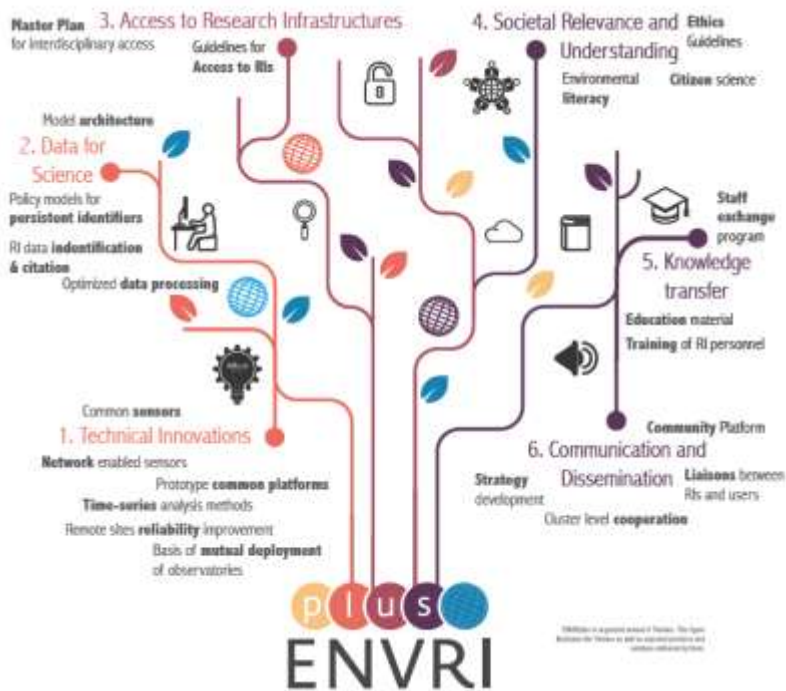 Master Plan
for interdisciplinary access
3. Access to Research Infrastructures
Guidelines for
Access to RIs
4. Societal Relevance and
Understanding
Ethics
Guidelines
Environmental
literacy
Citizen science
Model architecture
2. Data for
Science
Policy models for
persistent identifiers
RI data indentification
& citation
Optimized data processing
Staff
exchange
program
5. Knowledge
transfer
Education material
Training of RI personnel
Common sensors
1. Technical Innovations
Network enabled sensors
Prototype common platforms
Time-series analysis methods
Remote sites reliability improvement
Basis of mutual deployment
of observatories
Community Platform
6. Communication and
Dissemination
Strategy
development
Liaisons between
RIs and users
Cluster level cooperation
plus
ENVRI